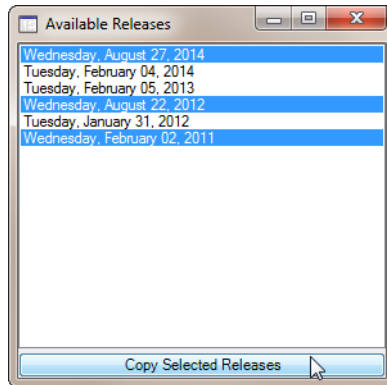 Available Releases
Wednesday, August 27, 2014
Tuesday, February 04, 2014
Tuesday, February 05, 2013
Wednesday, August 22, 2012
Tuesday, January 31, 2012
Wednesday, February 02, 2011
Copy Selected Releases